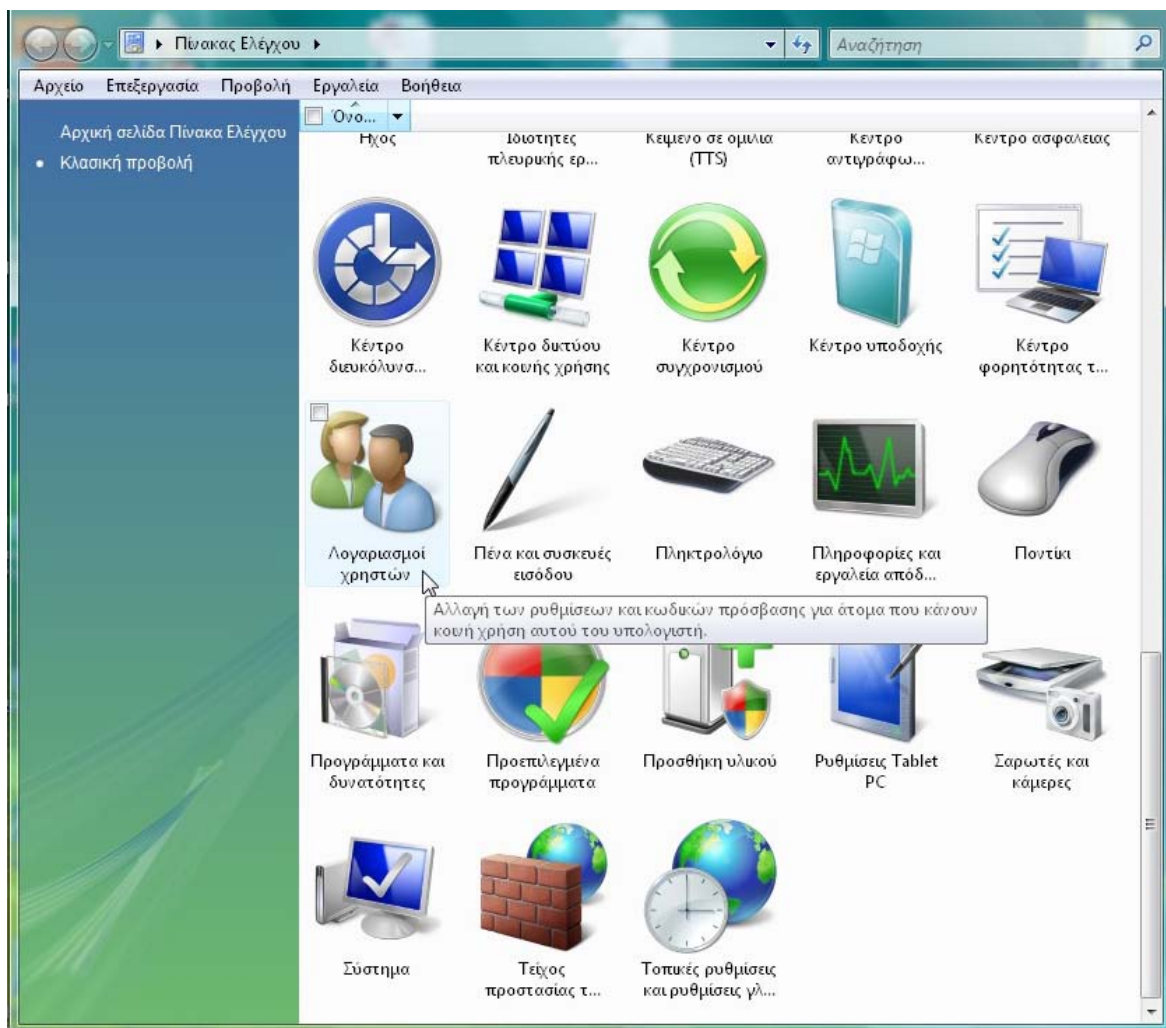 Πίνακας Ελέγχου
Αναζήτηση
Αρχείο Επεξεργασία Προβολή Εργαλεία Βοήθεια
Αρχική σελίδα Πίνακα Ελέγχου
Κλασική προβολή
Όνο...
Ήχος
Ιδιότητες
πλευρικής ερ...
Κείμενο σε ομιλία
(TTS)
Κέντρο
αντιγράφω...
Κέντρο ασφαλείας
Κέντρο
διευκόλυνσ...
Κέντρο δικτύου
και κοινής χρήσης
Κέντρο
συγχρονισμού
Κέντρο υποδοχής
Κέντρο
φορητότητας τ...
Λογαριασμοί
χρηστών
Πένα και συσκευές
εισόδου
Πληκτρολόγιο
Πληροφορίες και
εργαλεία απόδ...
Ποντίκι
Αλλαγή των ρυθμίσεων και κωδικών πρόσβασης για άτομα που κάνουν
κοινή χρήση αυτού του υπολογιστή.
Προγράμματα και
δυνατότητες
Προεπιλεγμένα
προγράμματα
Προσθήκη υλικού
Ρυθμίσεις Tablet
PC
Σαρωτές και
κάμερες
Σύστημα
Τείχος
προστασίας τ...
Τοπικές ρυθμίσεις
και ρυθμίσεις γλ...